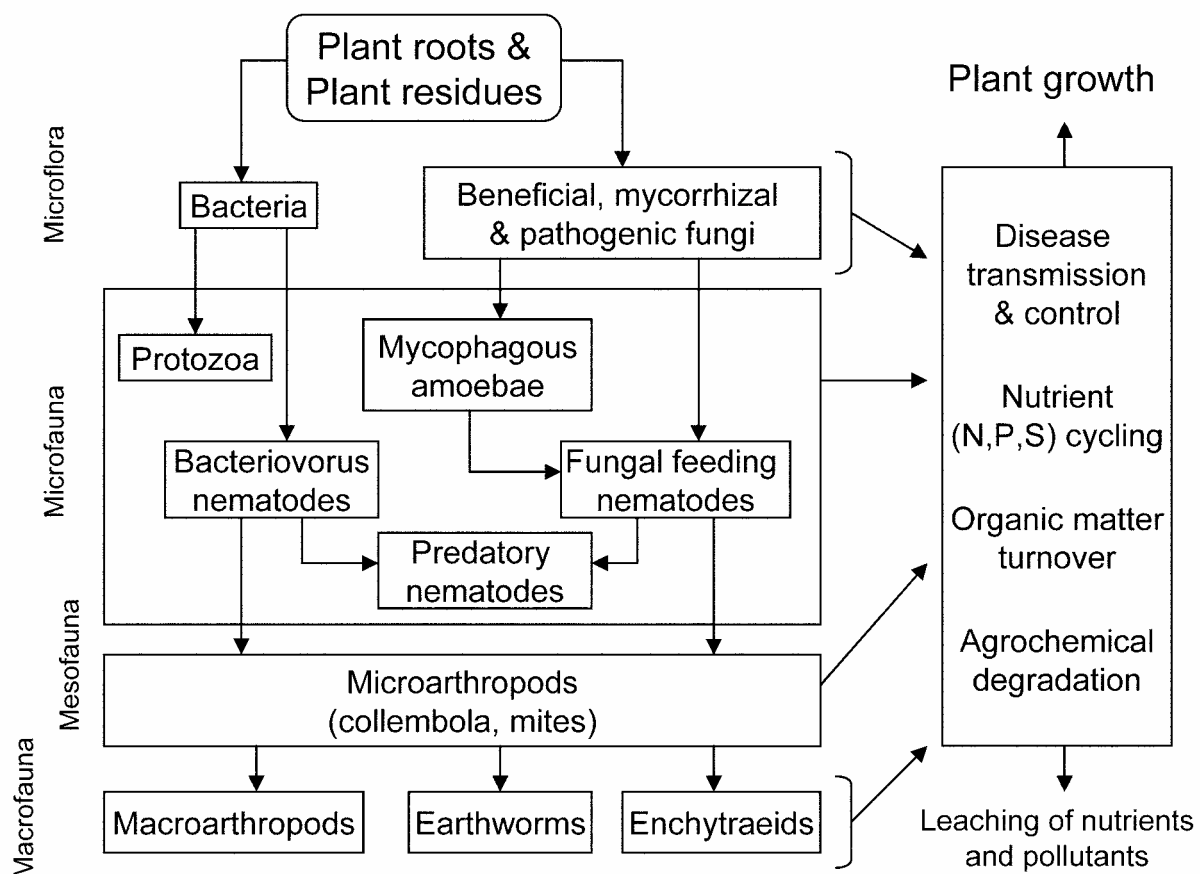 Plant roots &
Plant residues
Plant growth
Microflora
Bacteria
Beneficial, mycorrhizal
& pathogenic fungi
Disease
transmission
& control
Nutrient
(N,P,S) cycling
Organic matter
turnover
Agrochemical
degradation
Microfauna
Protozoa
Mycophagous
amoebae
Bacteriovorus
nematodes
Fungal feeding
nematodes
Predatory
nematodes
Mesofauna
Microarthropods
(collembola, mites)
Macrofauna
Macroarthropods
Earthworms
Enchytraeids
Leaching of nutrients
and pollutants